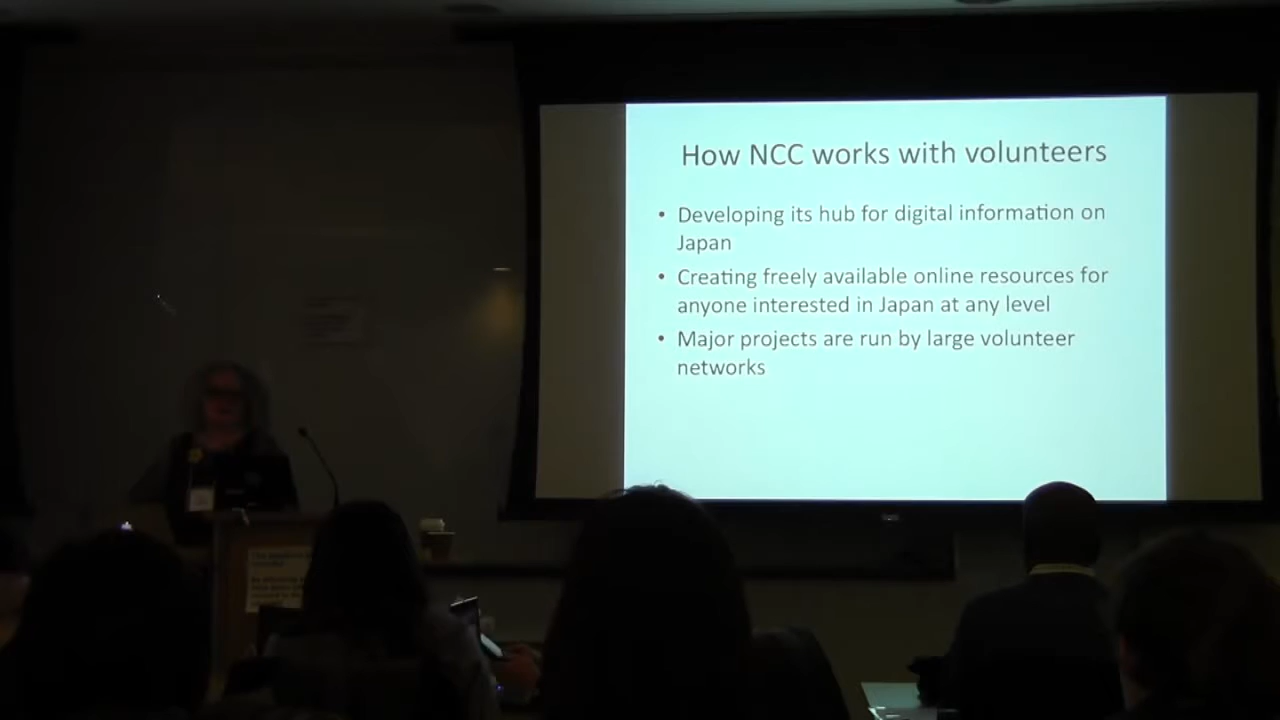 How NCC works with volunteers
• Developing its hub for digital information on
Japan
• Creating freely available online resources for
anyone interested in Japan at any level
• Major projects are run by large volunteer
networks